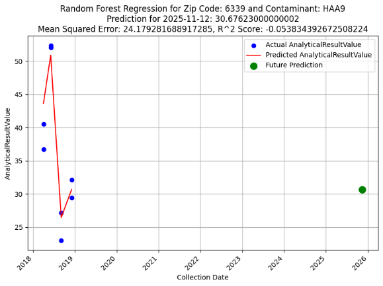 Random Forest Regression for Zip Code: 6339 and Contaminant: HAA9
Prediction for 2025-11-12: 30.67623000000002
Mean Squared Error: 24.179281688917285, R^2 Score: -0.053834392672508224
Actual AnalyticalResultValue
Predicted AnalyticalResultValue
Future Prediction
AnalyticalResultValue
50
45
40
35
30
25
2018
2019
2020
2021
2022
2023
2024
2025
2026
Collection Date